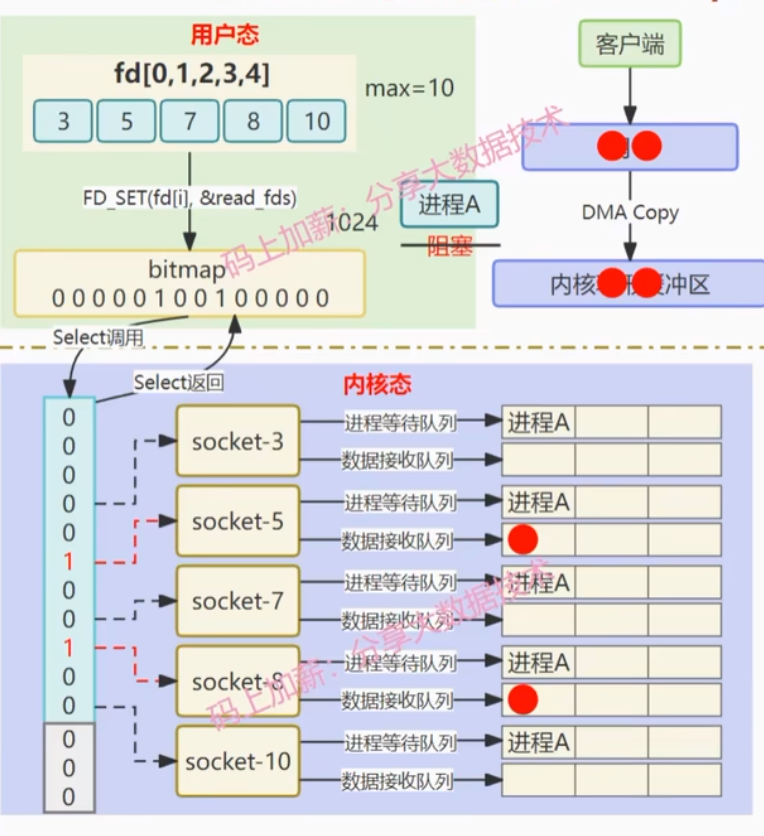 用户态
fd[0,1,2,3,4]
3 5 7 8 10
max=10
FD_SET(fd[i], &read_fds)
1024
进程A
阻塞
bitmap
0 0 0 0 0 1 0 0 1 0 0 0 0 0
客户端
DMA Copy
内核 冲区
Select调用
Select返回
内核态
0
0
0
0
0
1
0
0
1
0
0
0
0
0
socket-3
进程等待队列
进程A
数据接收队列
socket-5
进程等待队列
进程A
数据接收队列
socket-7
进程等待队列
进程A
数据接收队列
socket-8
进程等待队列
进程A
数据接收队列
socket-10
进程等待队列
进程A
数据接收队列
码上加薪：分享大数据技术
码上加薪：分享大数据技术